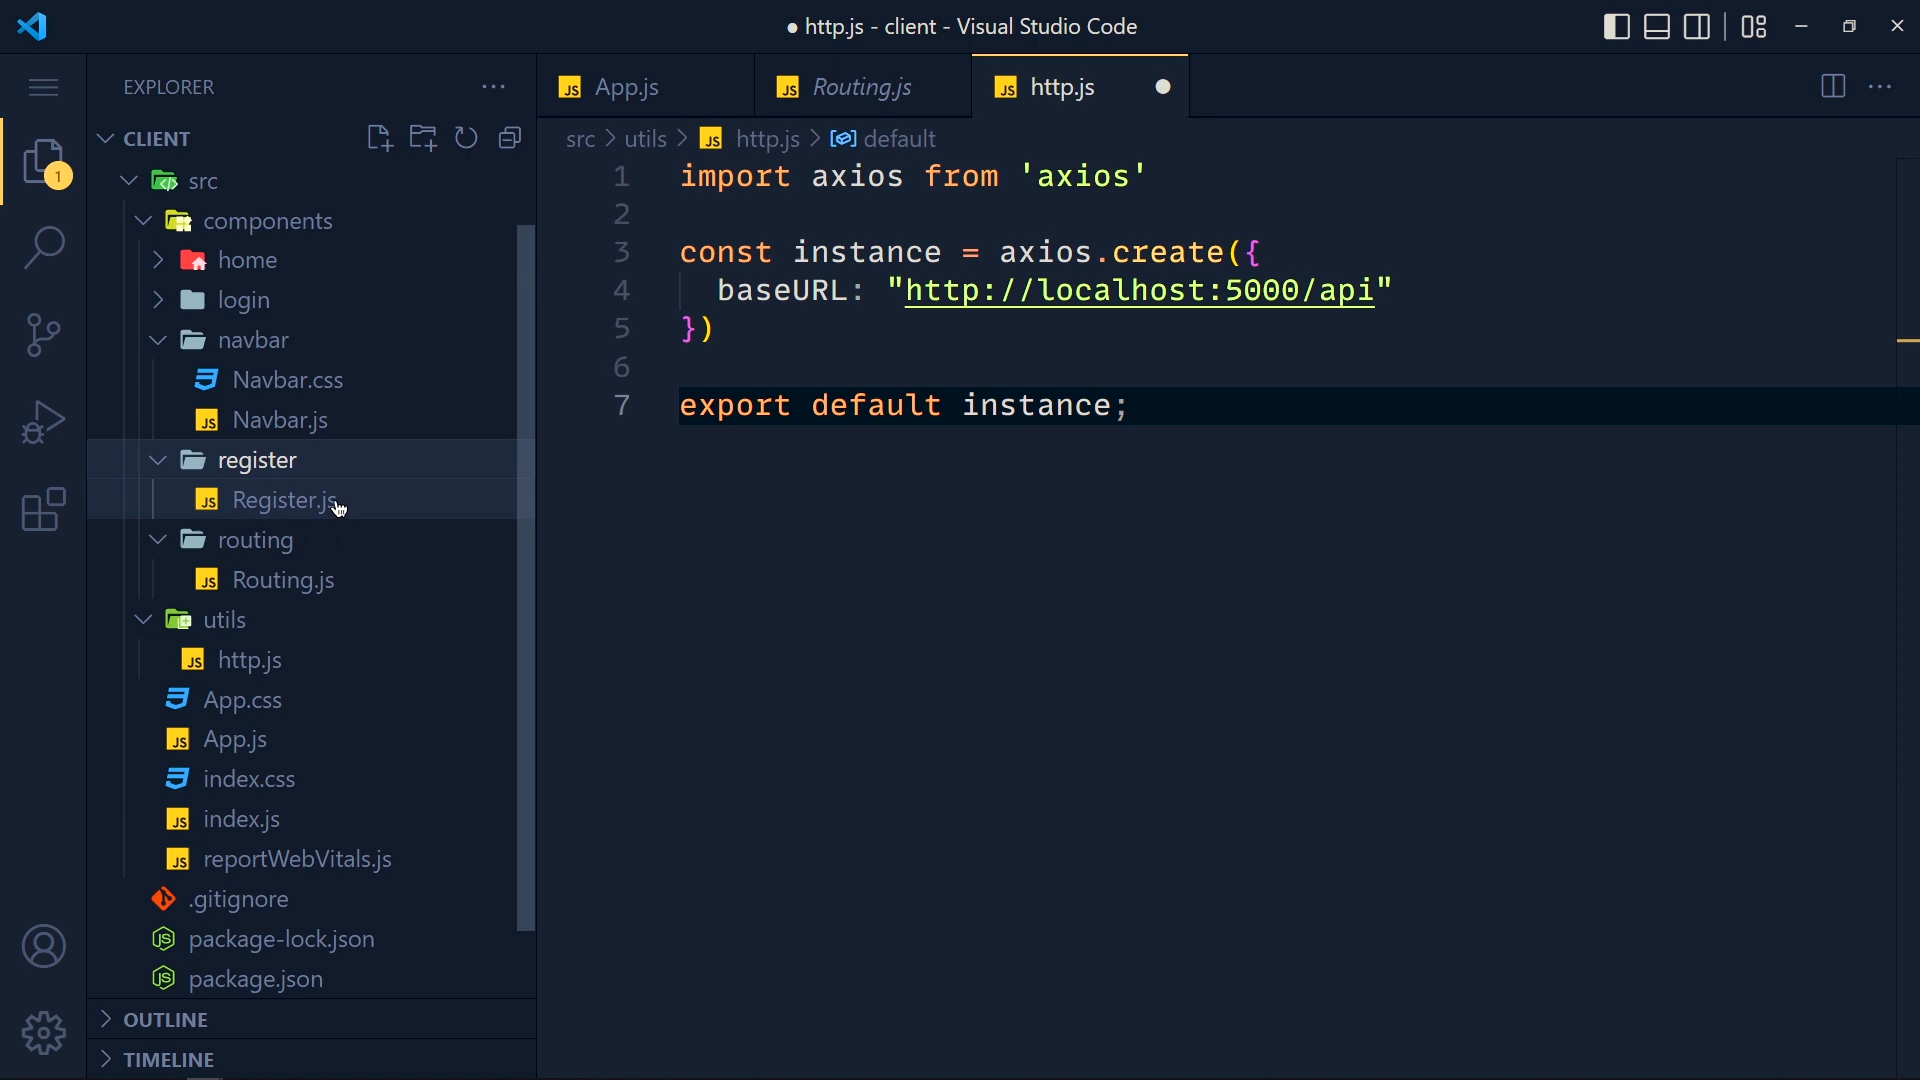 ● http.js - client - Visual Studio Code
EXPLORER
App.js
Routing.js
http.js
CLIENT
src > utils > http.js > default
src
components
home
login
navbar
Navbar.css
Navbar.js
register
Register.js
routing
Routing.js
utils
http.js
App.css
App.js
index.css
index.js
reportWebVitals.js
.gitignore
package-lock.json
package.json
OUTLINE
TIMELINE
1
1 import axios from 'axios'
2
3 const instance = axios.create({
4 baseURL: "http://localhost:5000/api"
5 })
6
7 export default instance;